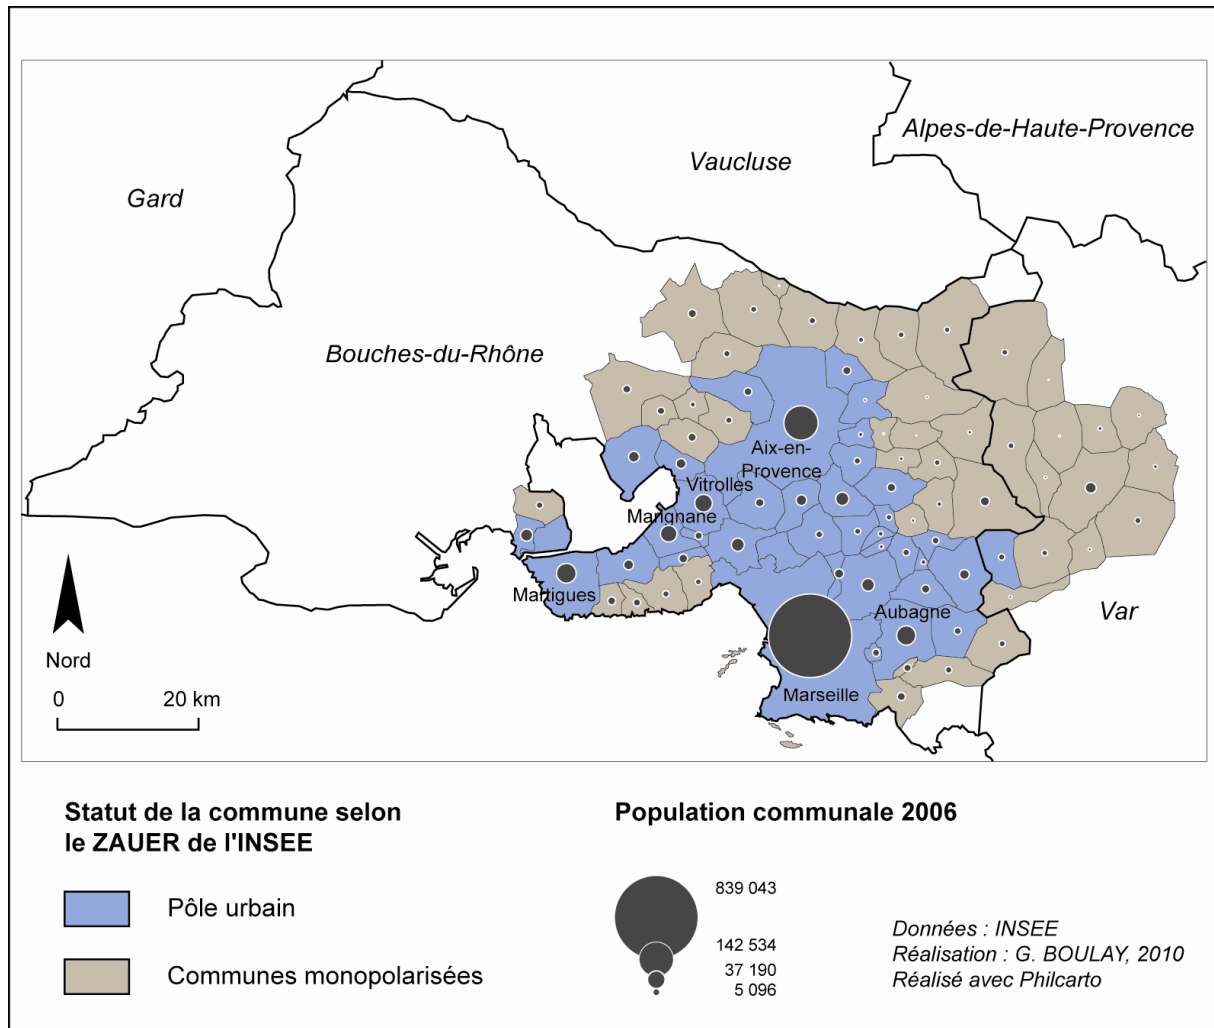 Alpes-de-Haute-Provence
Vaucluse
Gard
Bouches-du-Rhône
Aix-en-
Provence
Vitrolles
Marignane
Martigues
Aubagne
Var
Marseille
Nord
0 20 km
Statut de la commune selon
le ZAUER de l'INSEE
Pôle urbain
Communes monopolarisées
Population communale 2006
839 043
142 534
37 190
5 096
Données : INSEE
Réalisation : G. BOULAY, 2010
Réalisé avec Philcarto